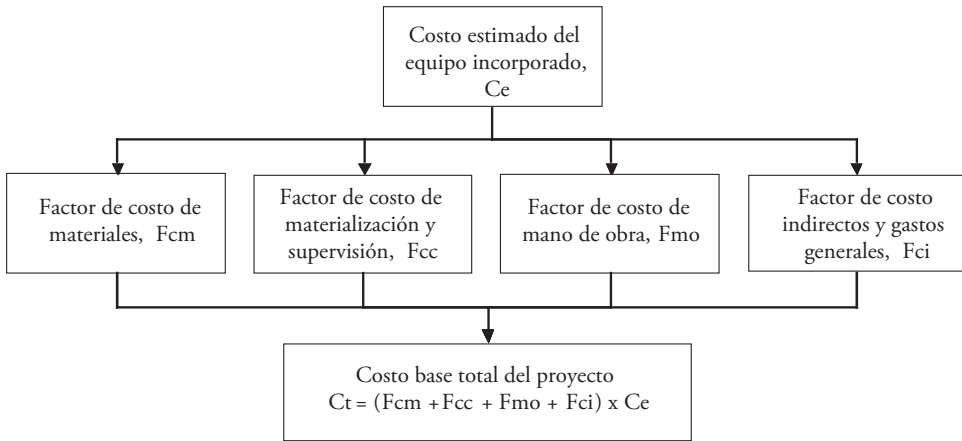 Costo estimado del
equipo incorporado,
Ce
Factor de costo de
materiales, Fcm
Factor de costo de
materialización y
supervisión, Fcc
Factor de costo de
mano de obra, Fmo
Factor de costo
indirectos y gastos
generales, Fci
Costo base total del proyecto
Ct = (Fcm + Fcc + Fmo + Fci) x Ce